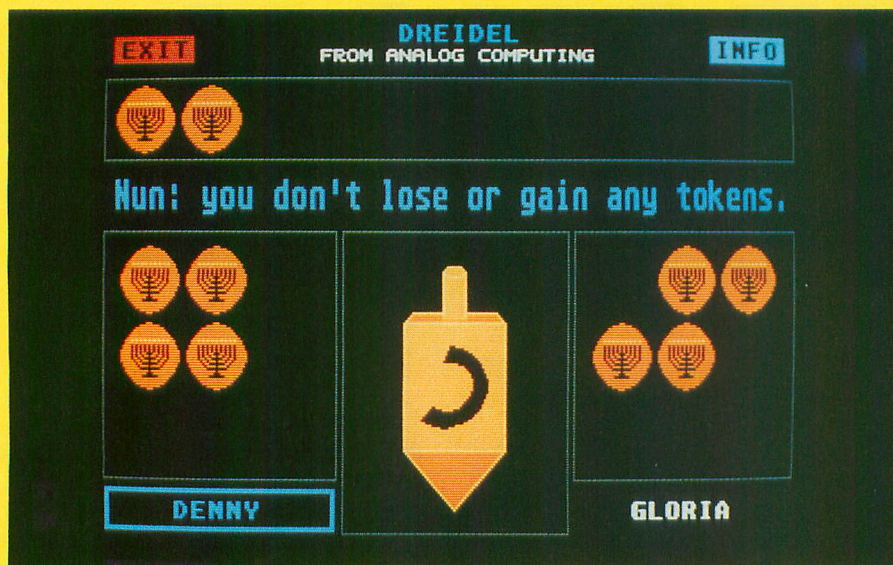 EXIT
DREIDEL
FROM ANALOG COMPUTING
INFO
Nun: you don't lose or gain any tokens.
נ
DENNY
GLORIA